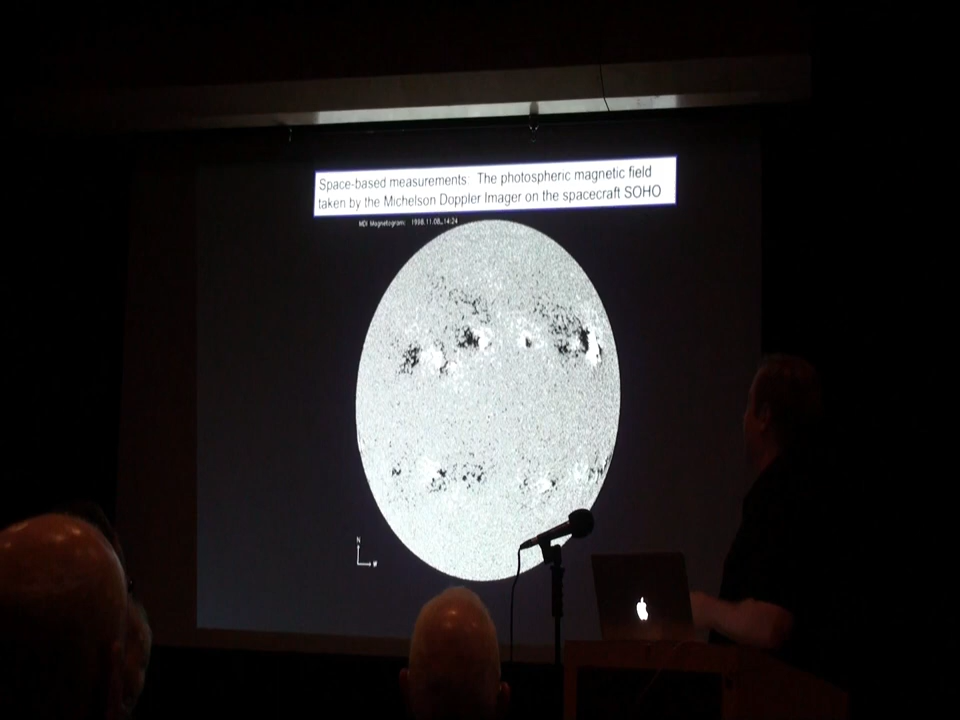 Space-based measurements: The photospheric magnetic field
taken by the Michelson Doppler Imager on the spacecraft SOHO
MDI Magnetogram: 1998.11.08_14:24
N
W